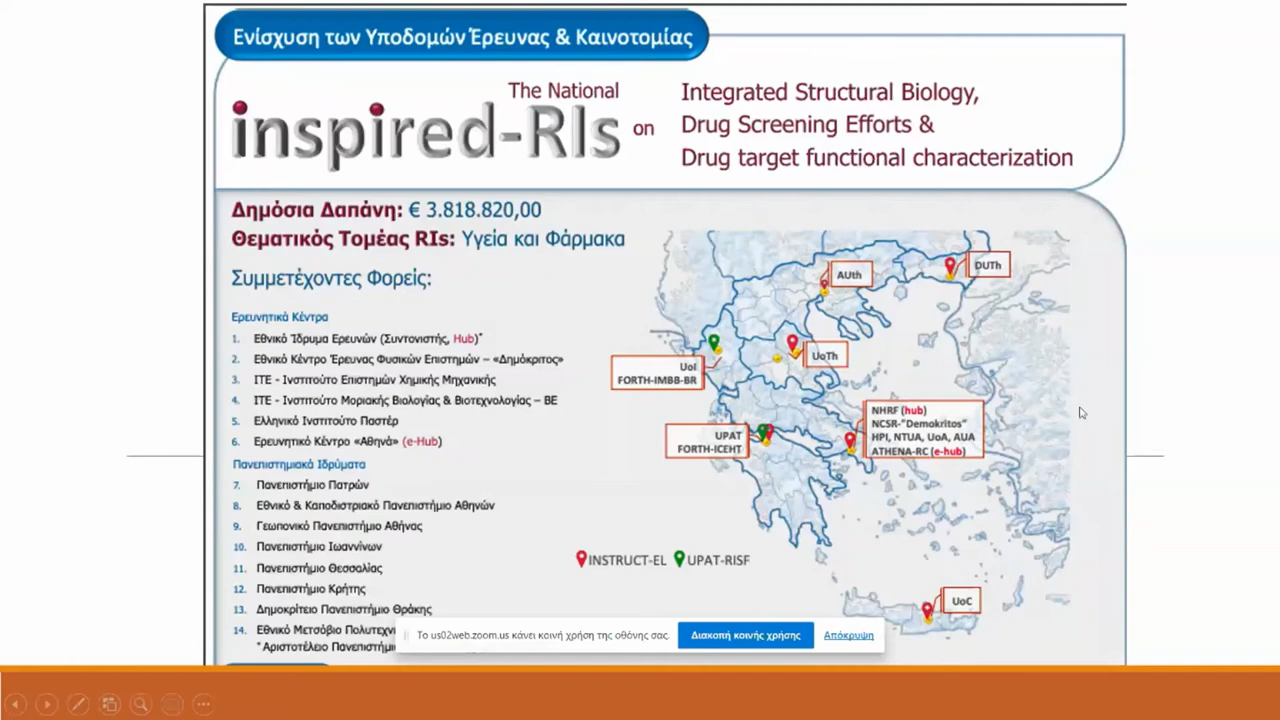 Ενίσχυση των Υποδομών Έρευνας & Καινοτομίας
The National
inspired-RIs on
Integrated Structural Biology,
Drug Screening Efforts &
Drug target functional characterization
Δημόσια Δαπάνη: € 3.818.820,00
Θεματικός Τομέας RIs: Υγεία και Φάρμακα
Συμμετέχοντες Φορείς:
Ερευνητικά Κέντρα
1. Εθνικό Ίδρυμα Ερευνών (Συντονιστής, Hub)*
2. Εθνικό Κέντρο Έρευνας Φυσικών Επιστημών – «Δημόκριτος»
3. ΙΤΕ - Ινστιτούτο Επιστημών Χημικής Μηχανικής
4. ΙΤΕ - Ινστιτούτο Μοριακής Βιολογίας & Βιοτεχνολογίας – ΒΕ
5. Ελληνικό Ινστιτούτο Παστέρ
6. Ερευνητικό Κέντρο «Αθηνά» (e-Hub)
Πανεπιστημιακά Ιδρύματα
7. Πανεπιστήμιο Πατρών
8. Εθνικό & Καποδιστριακό Πανεπιστήμιο Αθηνών
9. Γεωπονικό Πανεπιστήμιο Αθήνας
10. Πανεπιστήμιο Ιωαννίνων
11. Πανεπιστήμιο Θεσσαλίας
12. Πανεπιστήμιο Κρήτης
13. Δημοκρίτειο Πανεπιστήμιο Θράκης
14. Εθνικό Μετσόβιο Πολυτεχνι
*Αριστοτέλειο Πανεπιστήμι
AUth
DUTh
UoI
FORTH-IMBB-BR
UoTh
UPAT
FORTH-ICEHT
NHRF (hub)
NCSR-"Demokritos"
HPI, NTUA, UoA, AUA
ATHENA-RC (e-hub)
INSTRUCT-EL UPAT-RISF
UoC
Το us02web.zoom.us κάνει κοινή χρήση της οθόνης σας.
Διακοπή κοινής χρήσης
Απόκρυψη